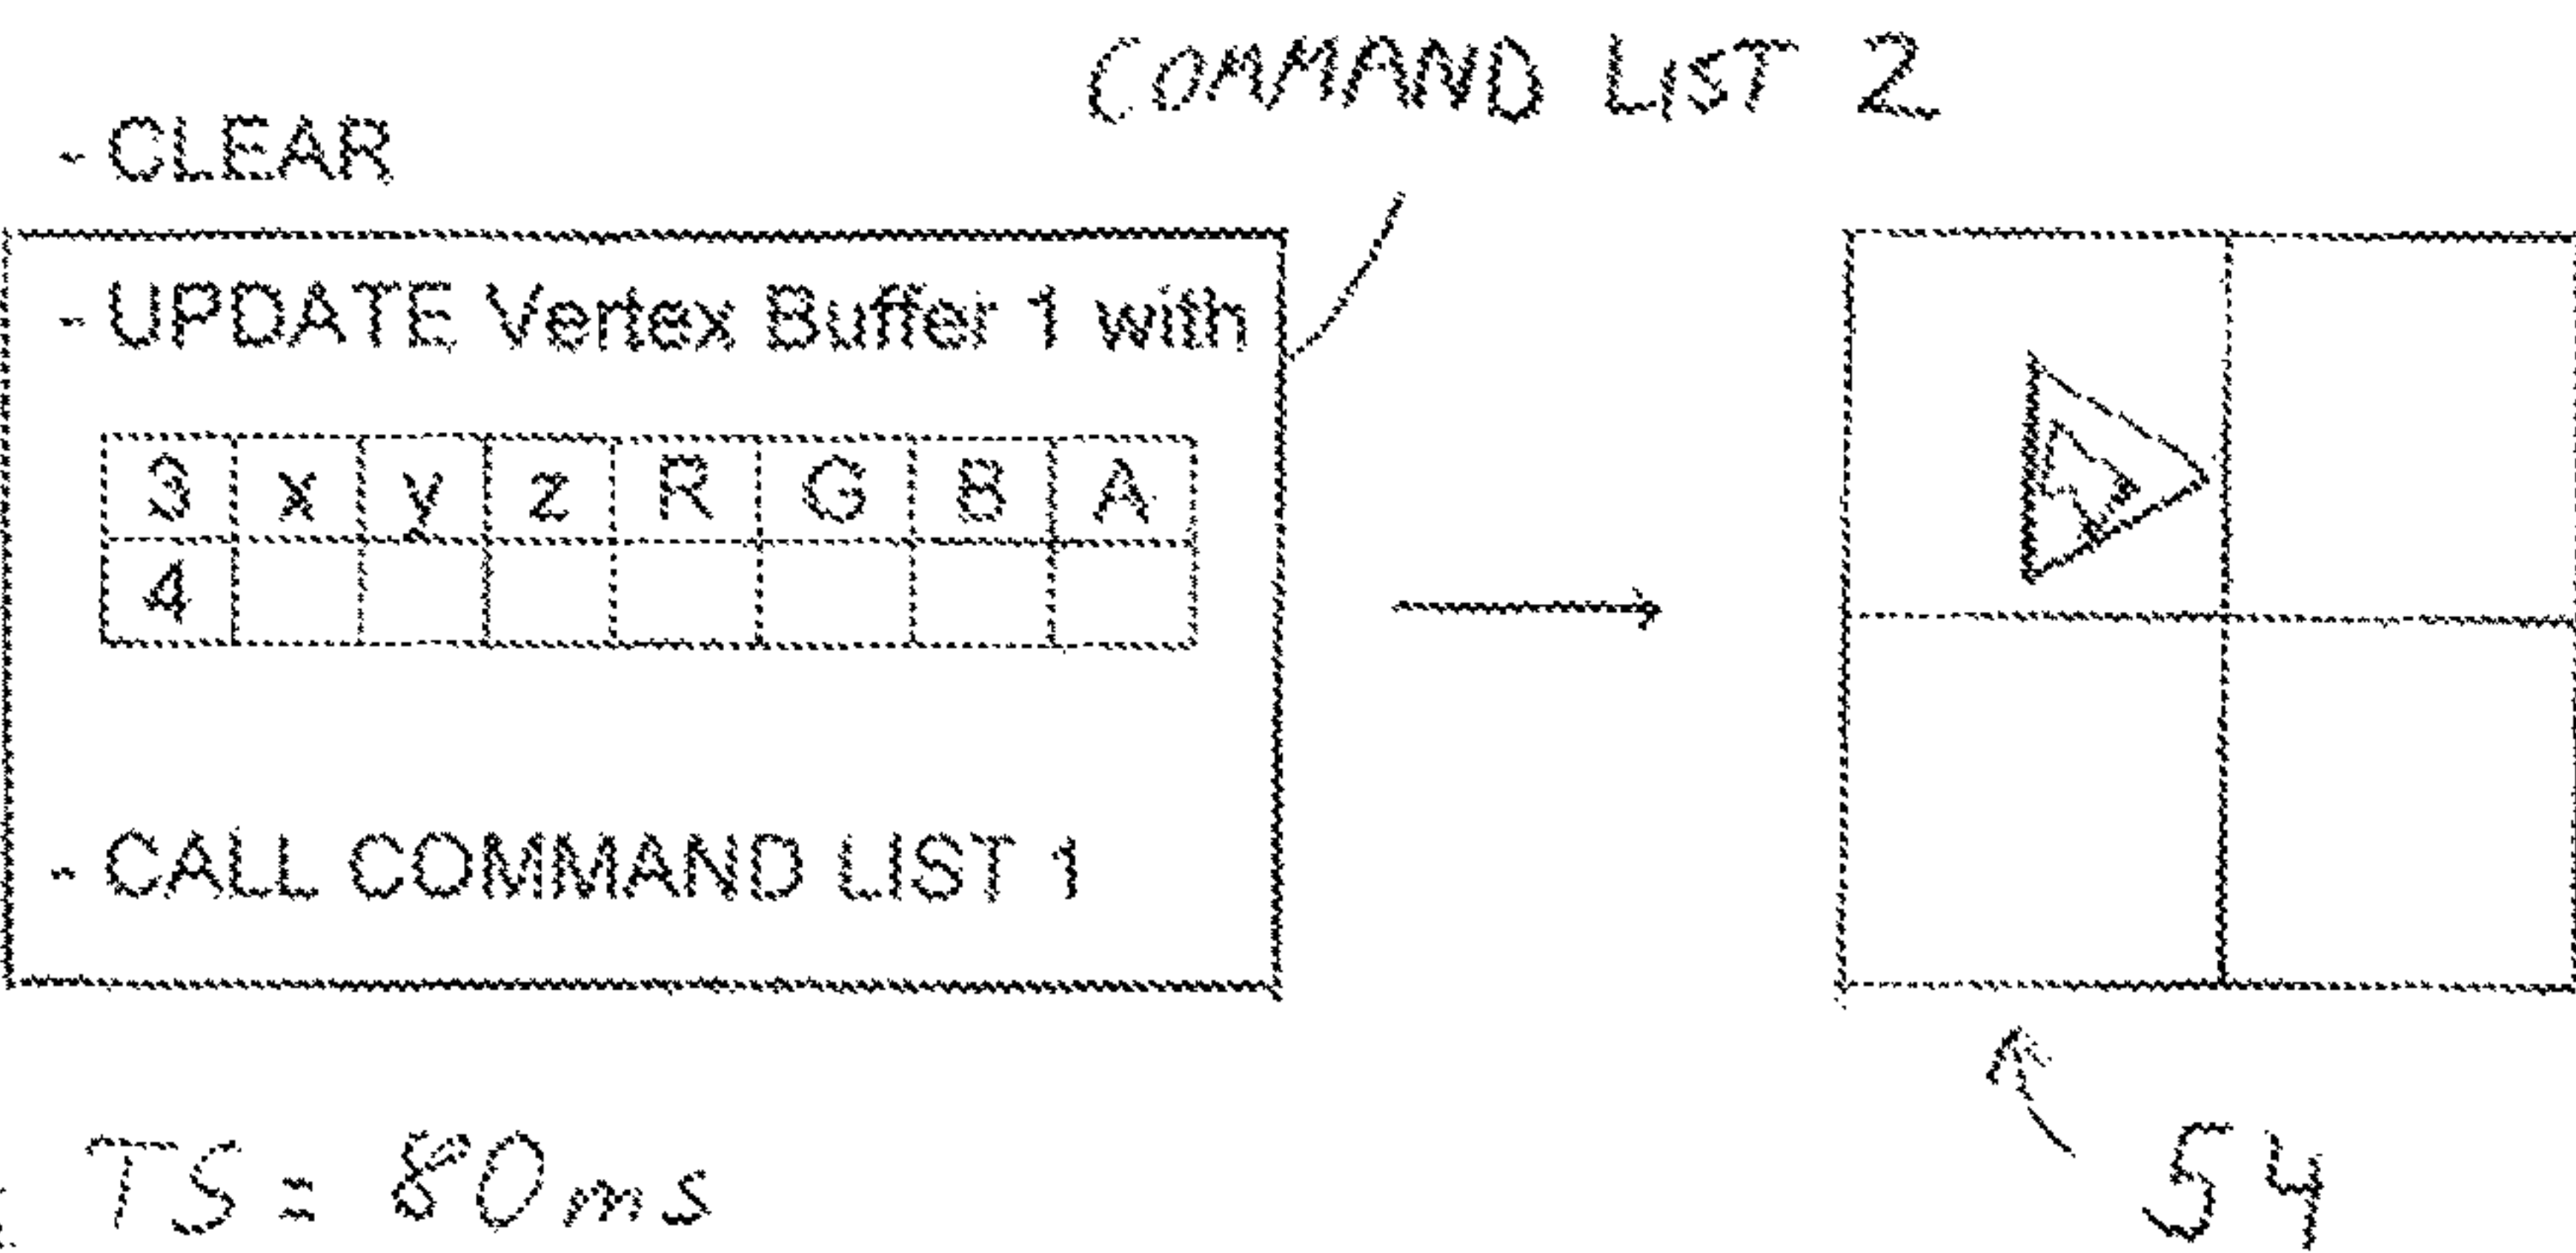 COMMAND LIST 2
- CLEAR
- UPDATE Vertex Buffer 1 with
3 x y z R G B A
4
- CALL COMMAND LIST 1
TS = 80ms
54